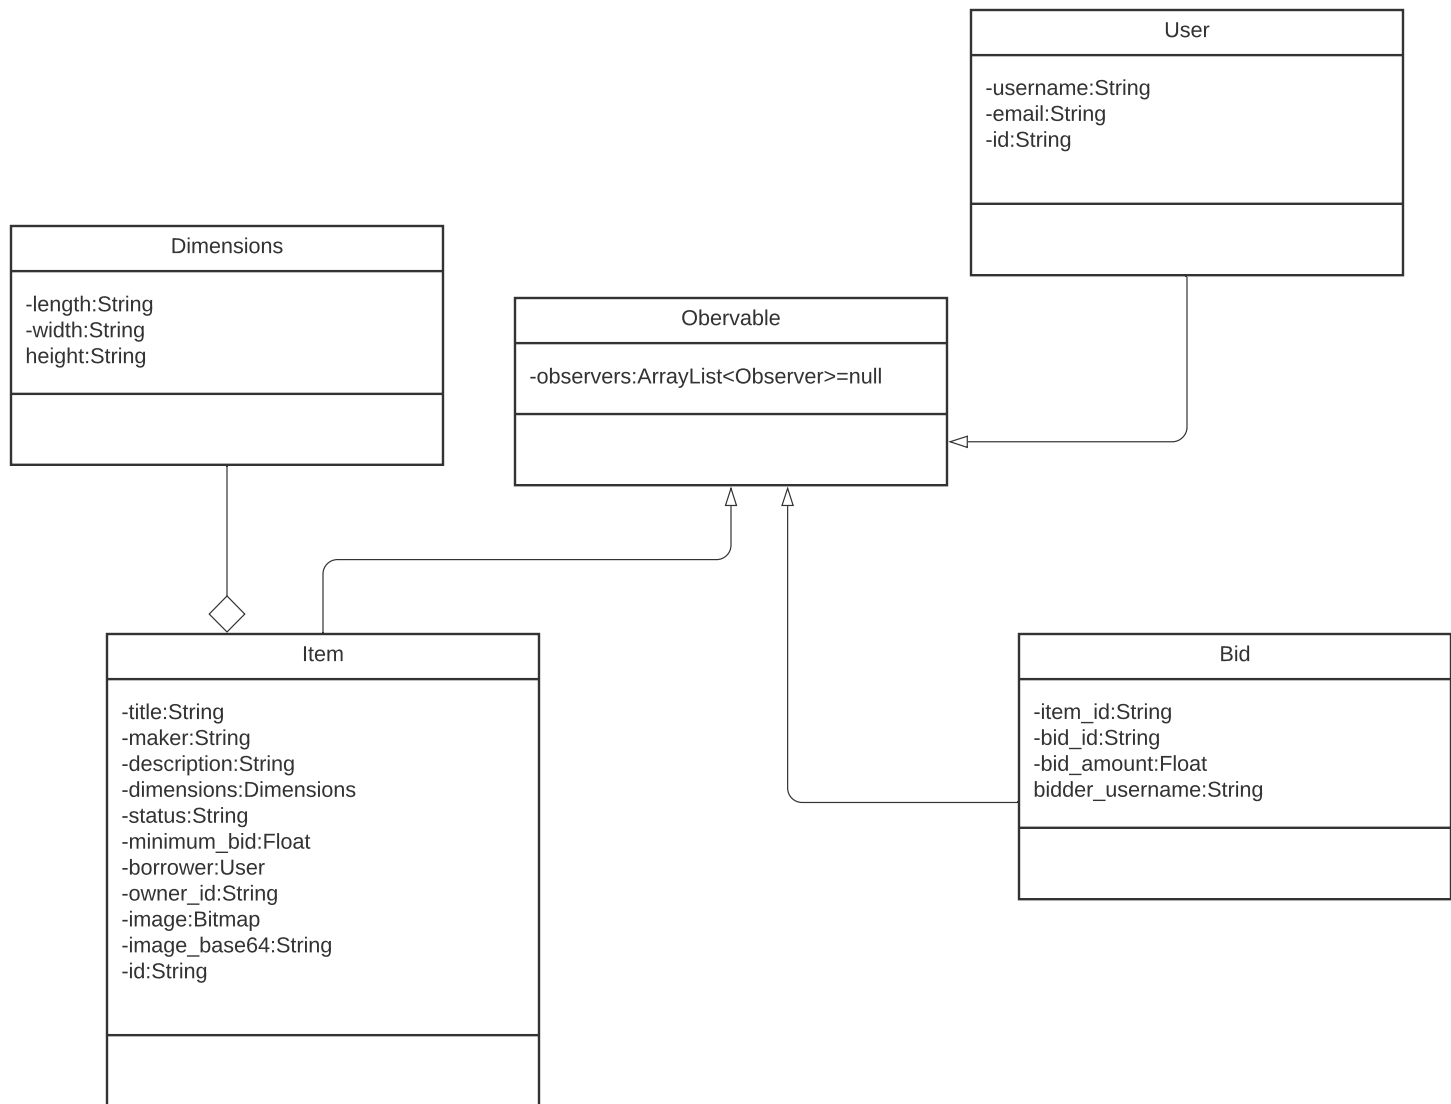 User
-username:String
-email:String
-id:String
Dimensions
-length:String
-width:String
height:String
Obervable
-observers:ArrayList<Observer>=null
Item
-title:String
-maker:String
-description:String
-dimensions:Dimensions
-status:String
-minimum_bid:Float
-borrower:User
-owner_id:String
-image:Bitmap
-image_base64:String
-id:String
Bid
-item_id:String
-bid_id:String
-bid_amount:Float
bidder_username:String